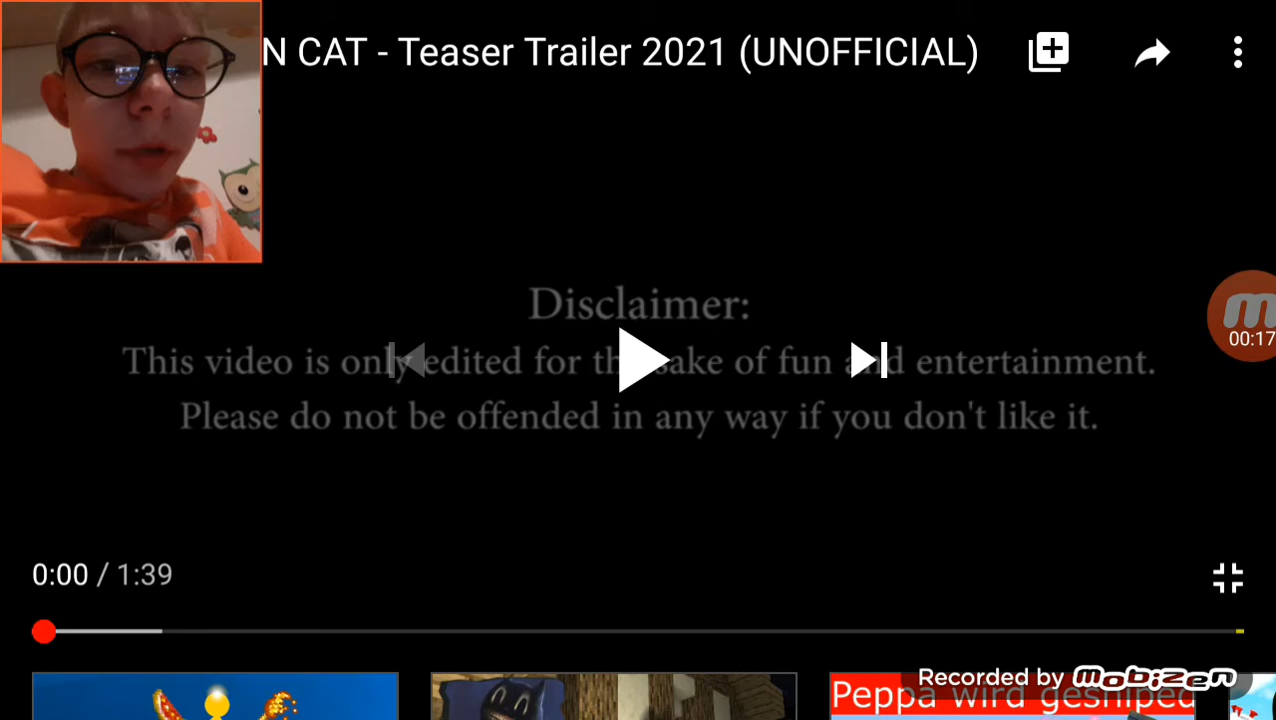 N CAT - Teaser Trailer 2021 (UNOFFICIAL)
Disclaimer:
This video is only edited for the sake of fun and entertainment.
Please do not be offended in any way if you don't like it.
00:17
0:00 / 1:39
Recorded by mobizen
Peppa wird gesniped